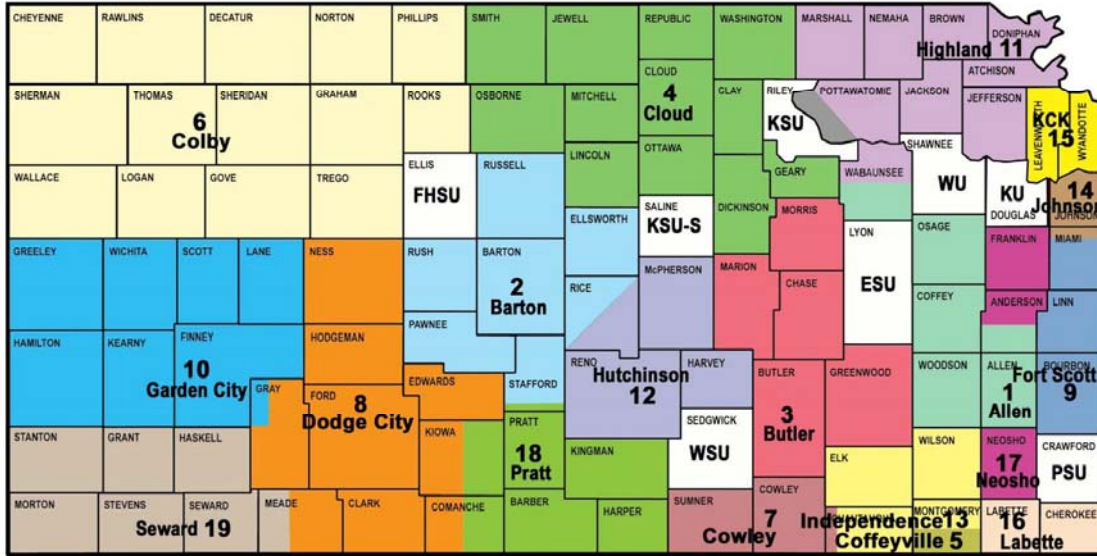 CHEYENNE RAWLINS DECATUR NORTON PHILLIPS SMITH JEWELL REPUBLIC WASHINGTON MARSHALL NEMAHA BROWN
DONIPHAN
Highland 11
ATCHISON
CLOUD
4
Cloud
SHERMAN THOMAS SHERIDAN GRAHAM ROOKS OSBORNE MITCHELL CLAY RILEY POTTAWATOMIE JACKSON JEFFERSON
KSU
6
Colby
LEAVENWORTH WYANDOTTE
KCK
15
LINCOLN OTTAWA SHAWNEE
WALLACE LOGAN GOVE TREGO ELLIS RUSSELL GEARY WABAUNSEE
FHSU
WU
KU
DOUGLAS
14
Johnson
JOHNSON
ELLSWORTH SALINE DICKINSON MORRIS
KSU-S
LYON OSAGE FRANKLIN MIAMI
GREELEY WICHITA SCOTT LANE NESS RUSH BARTON
2
Barton
RICE McPHERSON MARION CHASE
ESU
COFFEY ANDERSON LINN
PAWNEE
HAMILTON KEARNY FINNEY HODGEMAN
10
Garden City
STAFFORD RENO HARVEY
Hutchinson
12
BUTLER GREENWOOD WOODSON ALLEN BOURBON
1
Allen
Fort Scott
9
GRAY FORD EDWARDS
8
Dodge City
KIOWA PRATT
18
Pratt
SEDGWICK
WSU
3
Butler
STANTON GRANT HASKELL KINGMAN ELK WILSON NEOSHO CRAWFORD
17
Neosho
PSU
MORTON STEVENS SEWARD MEADE CLARK COMANCHE BARBER HARPER SUMNER COWLEY MONTGOMERY LABETTE CHEROKEE
Seward 19
7
Cowley
Independence 13
Coffeyville 5
16
Labette